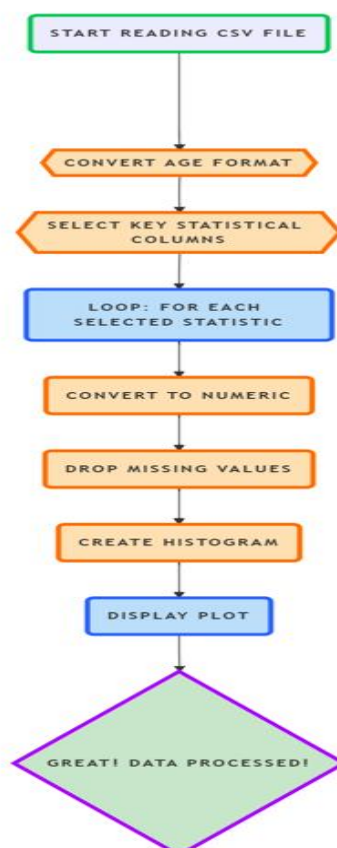 START READING CSV FILE
CONVERT AGE FORMAT
SELECT KEY STATISTICAL
COLUMNS
LOOP: FOR EACH
SELECTED STATISTIC
CONVERT TO NUMERIC
DROP MISSING VALUES
CREATE HISTOGRAM
DISPLAY PLOT
GREAT! DATA PROCESSED!